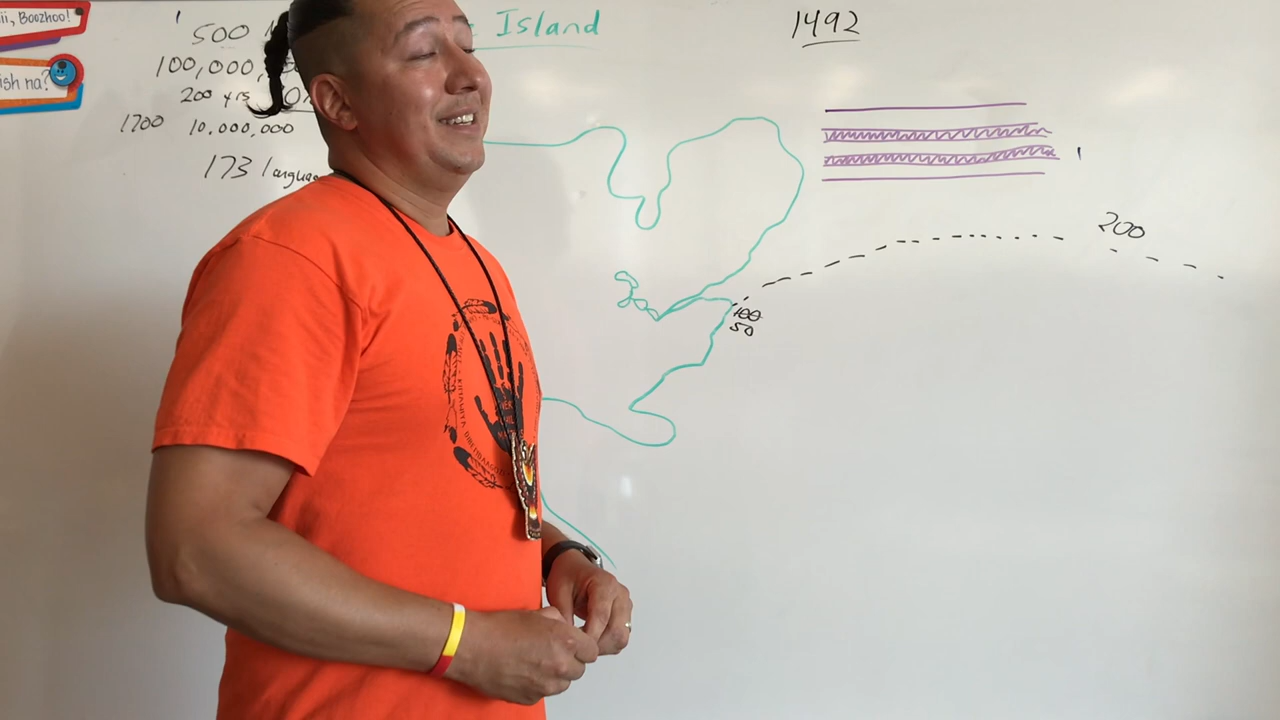 ii, Boozhoo!
ish na?
500
100,000,
200 yrs
1700 10.000,000
173 languag
Island
1492
200
100
50